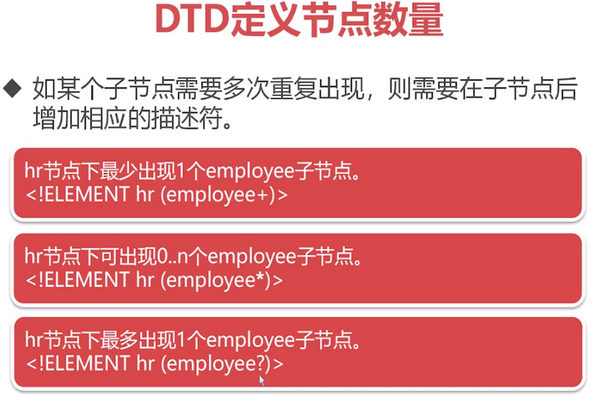 DTD定义节点数量
如某个子节点需要多次重复出现，则需要在子节点后
增加相应的描述符。
hr节点下最少出现1个employee子节点。
<!ELEMENT hr (employee+)>
hr节点下可出现0..n个employee子节点。
<!ELEMENT hr (employee*)>
hr节点下最多出现1个employee子节点。
<!ELEMENT hr (employee?)>